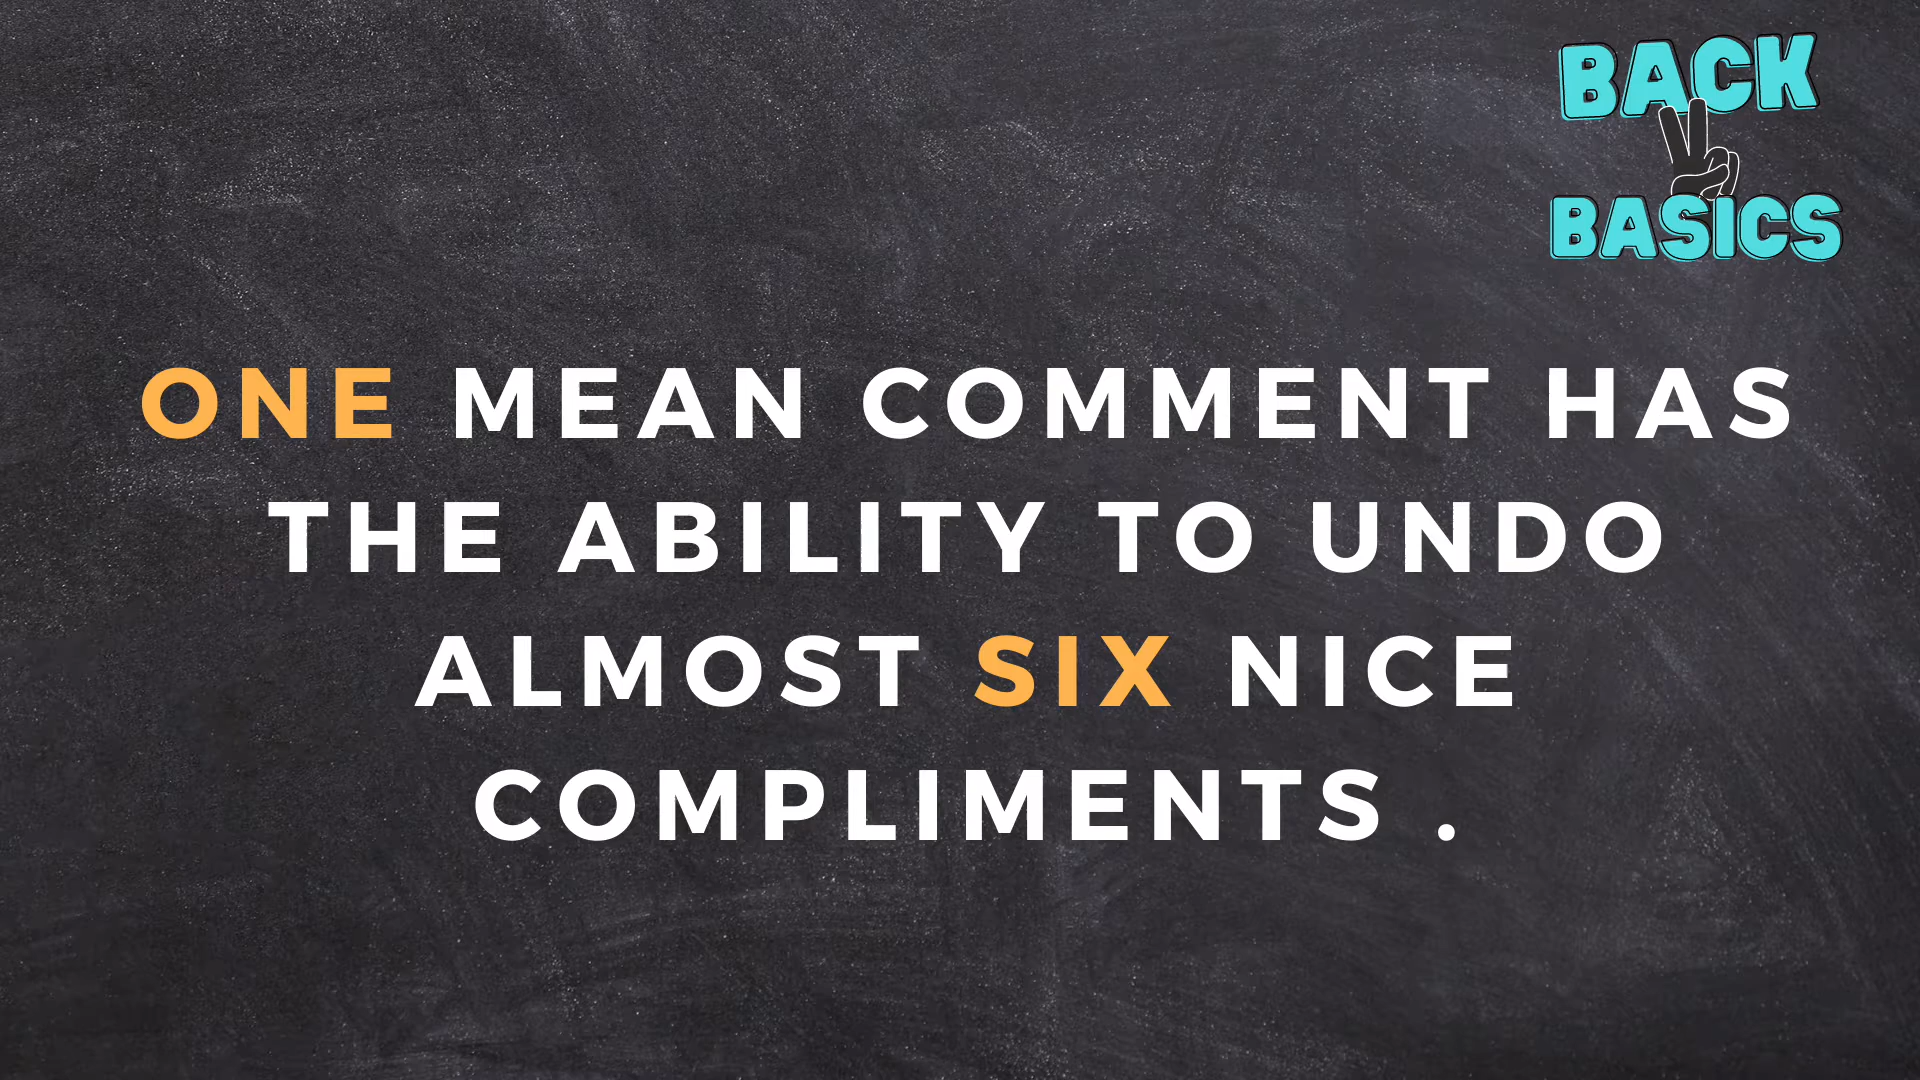 BACK
BASICS
ONE MEAN COMMENT HAS
THE ABILITY TO UNDO
ALMOST SIX NICE
COMPLIMENTS .